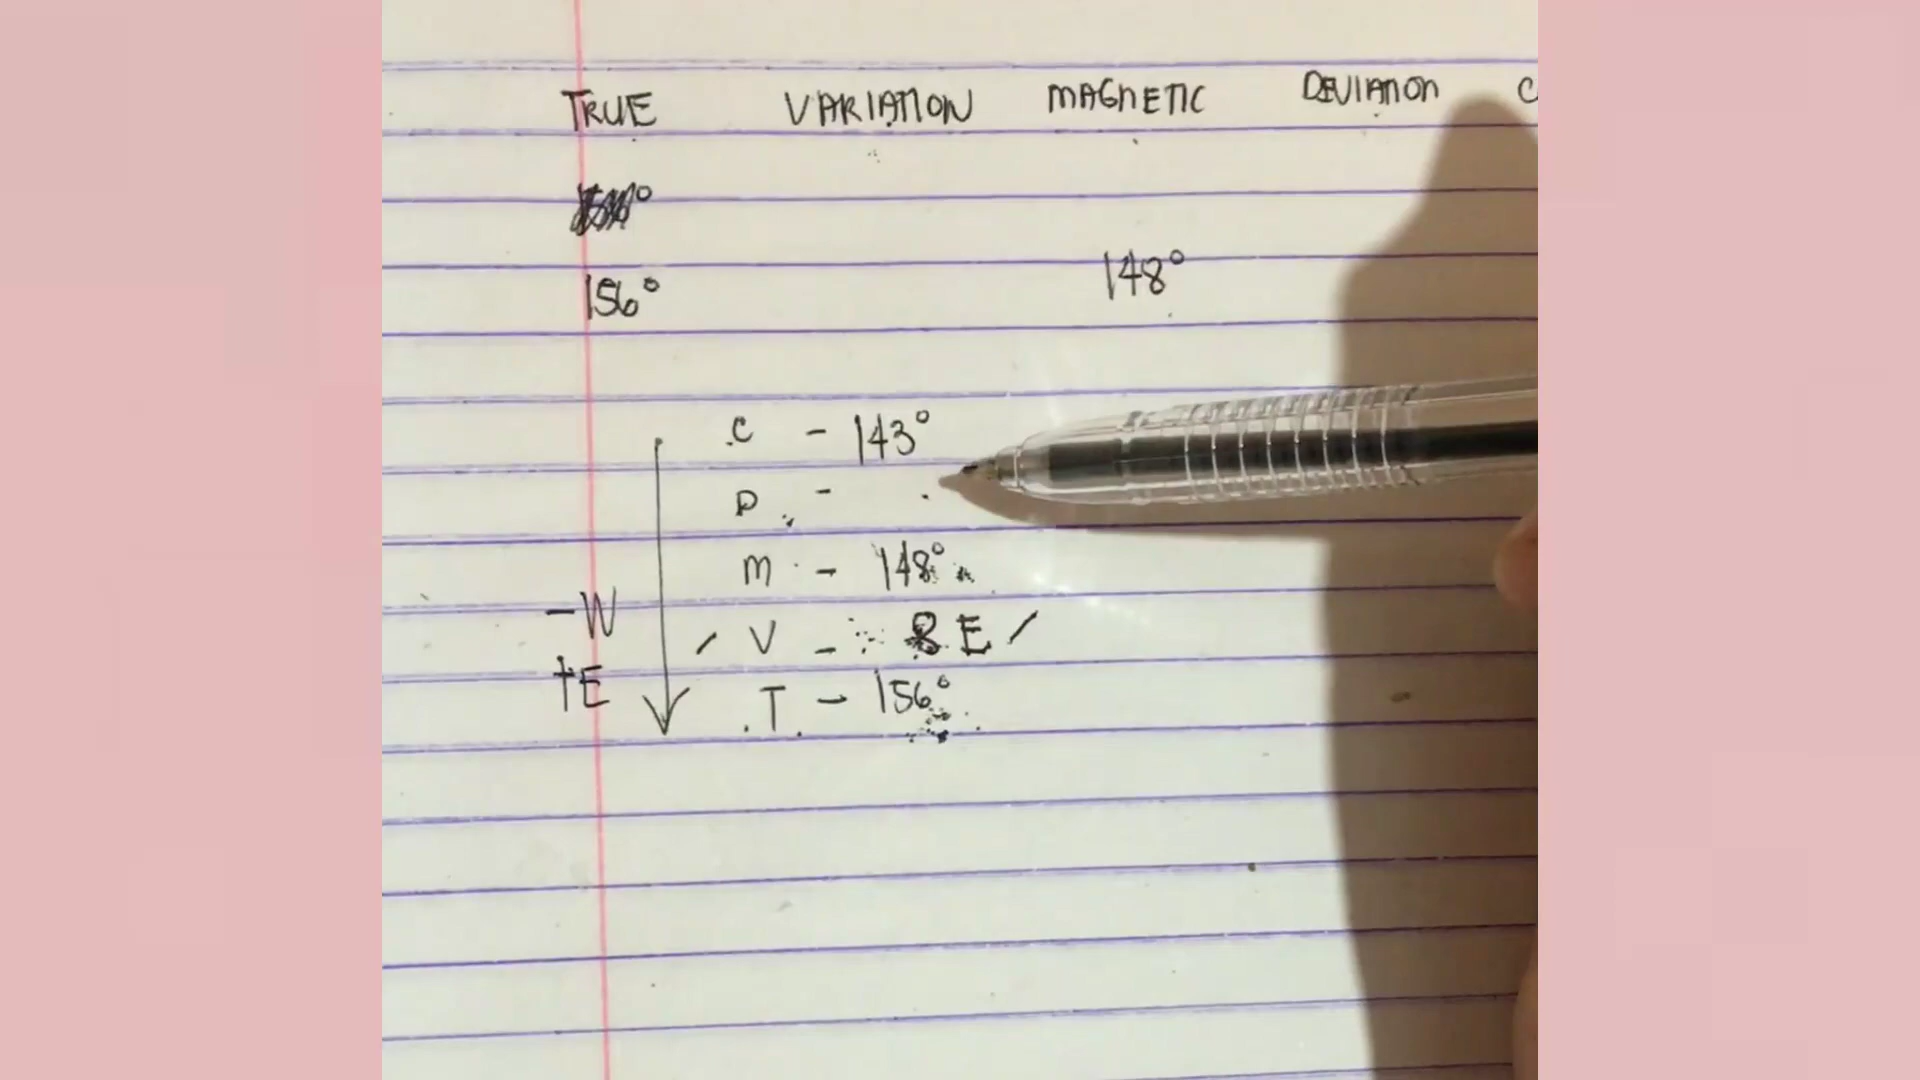 TRUE VARIATION MAGNETIC DEVIATION C
156° 148°
C - 143°
D -
M - 148°
-W
V - 8 E
+E
T - 156°